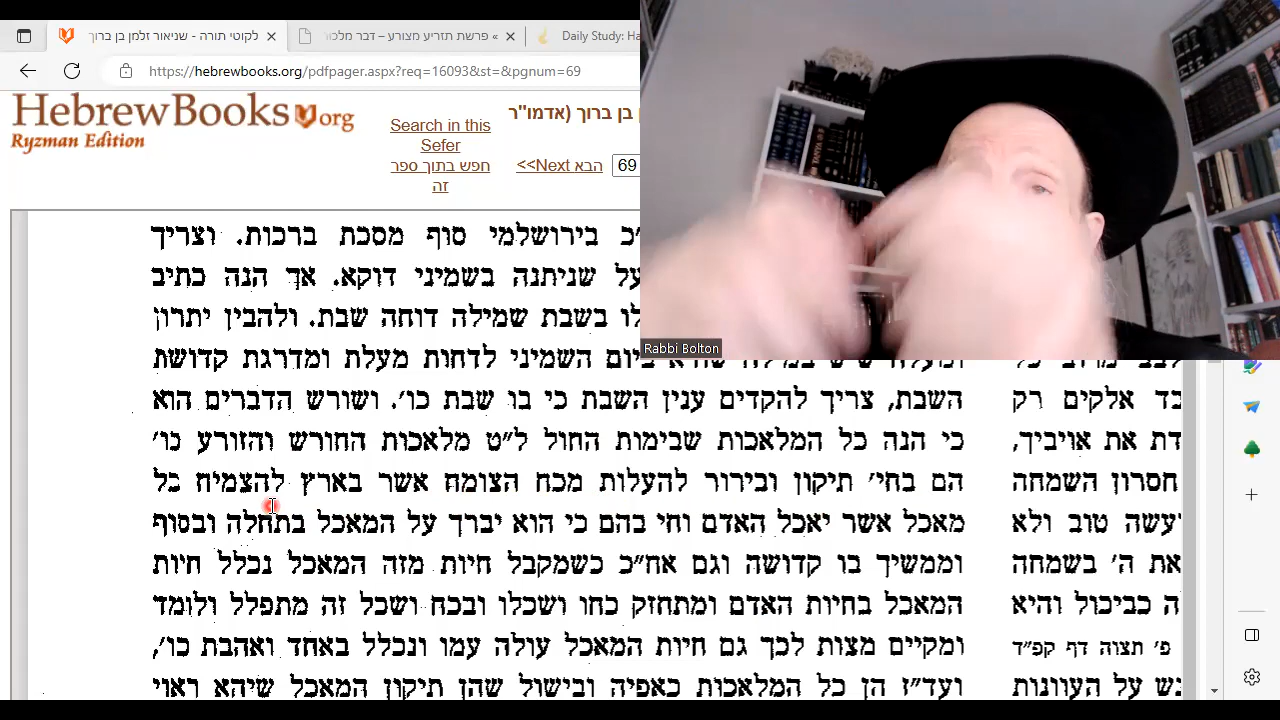 לקוטי תורה - שניאור זלמן בן ברוך
» פרשת תזריע מצורע – דבר מלכור
Daily Study: Ha
https://hebrewbooks.org/pdfpager.aspx?req=16093&st=&pgnum=69
HebrewBooks.org
Ryzman Edition
Search in this
Sefer
חפש בתוך ספר
זה
בן ברוך (אדמו"ר
<<Next הבא
69
TANYA
Rabbi Bolton
בירושלמי סוף מסכת ברכות. וצריך
על שניתנה בשמיני דוקא. אך הנה כתיב
בשבת שמילה דוחה שבת. ולהבין יתרון
ביום השמיני לדחות מעלת ומדרגת קדושת
השבת, צריך להקדים ענין השבת כי בו שבת כו׳. ושורש הדברים הוא
כי הנה כל המלאכות שבימות החול ל״ט מלאכות החורש והזורע כו׳
הם בחי׳ תיקון ובירור להעלות מכח הצומח אשר בארץ להצמיח כל
מאכל אשר יאכל האדם וחי בהם כי הוא יברך על המאכל בתחלה ובסוף
וממשיך בו קדושה וגם אח״כ כשמקבל חיות מזה המאכל נכלל חיות
המאכל בחיות האדם ומתחזק כחו ושכלו ובכח ושכל זה מתפלל ולומד
ומקיים מצות לכך גם חיות המאכל עולה עמו ונכלל באחד ואהבת כו׳,
ועד״ז הן כל המלאכות כאפיה ובישול שהן תיקון המאכל שיהא ראוי
אלקים רק
דת את אויביך,
חסרון השמחה
יעשה טוב ולא
את ה׳ בשמחה
ה כביכול והיא
פ׳ תצוה דף קפ״ד
על העוונות